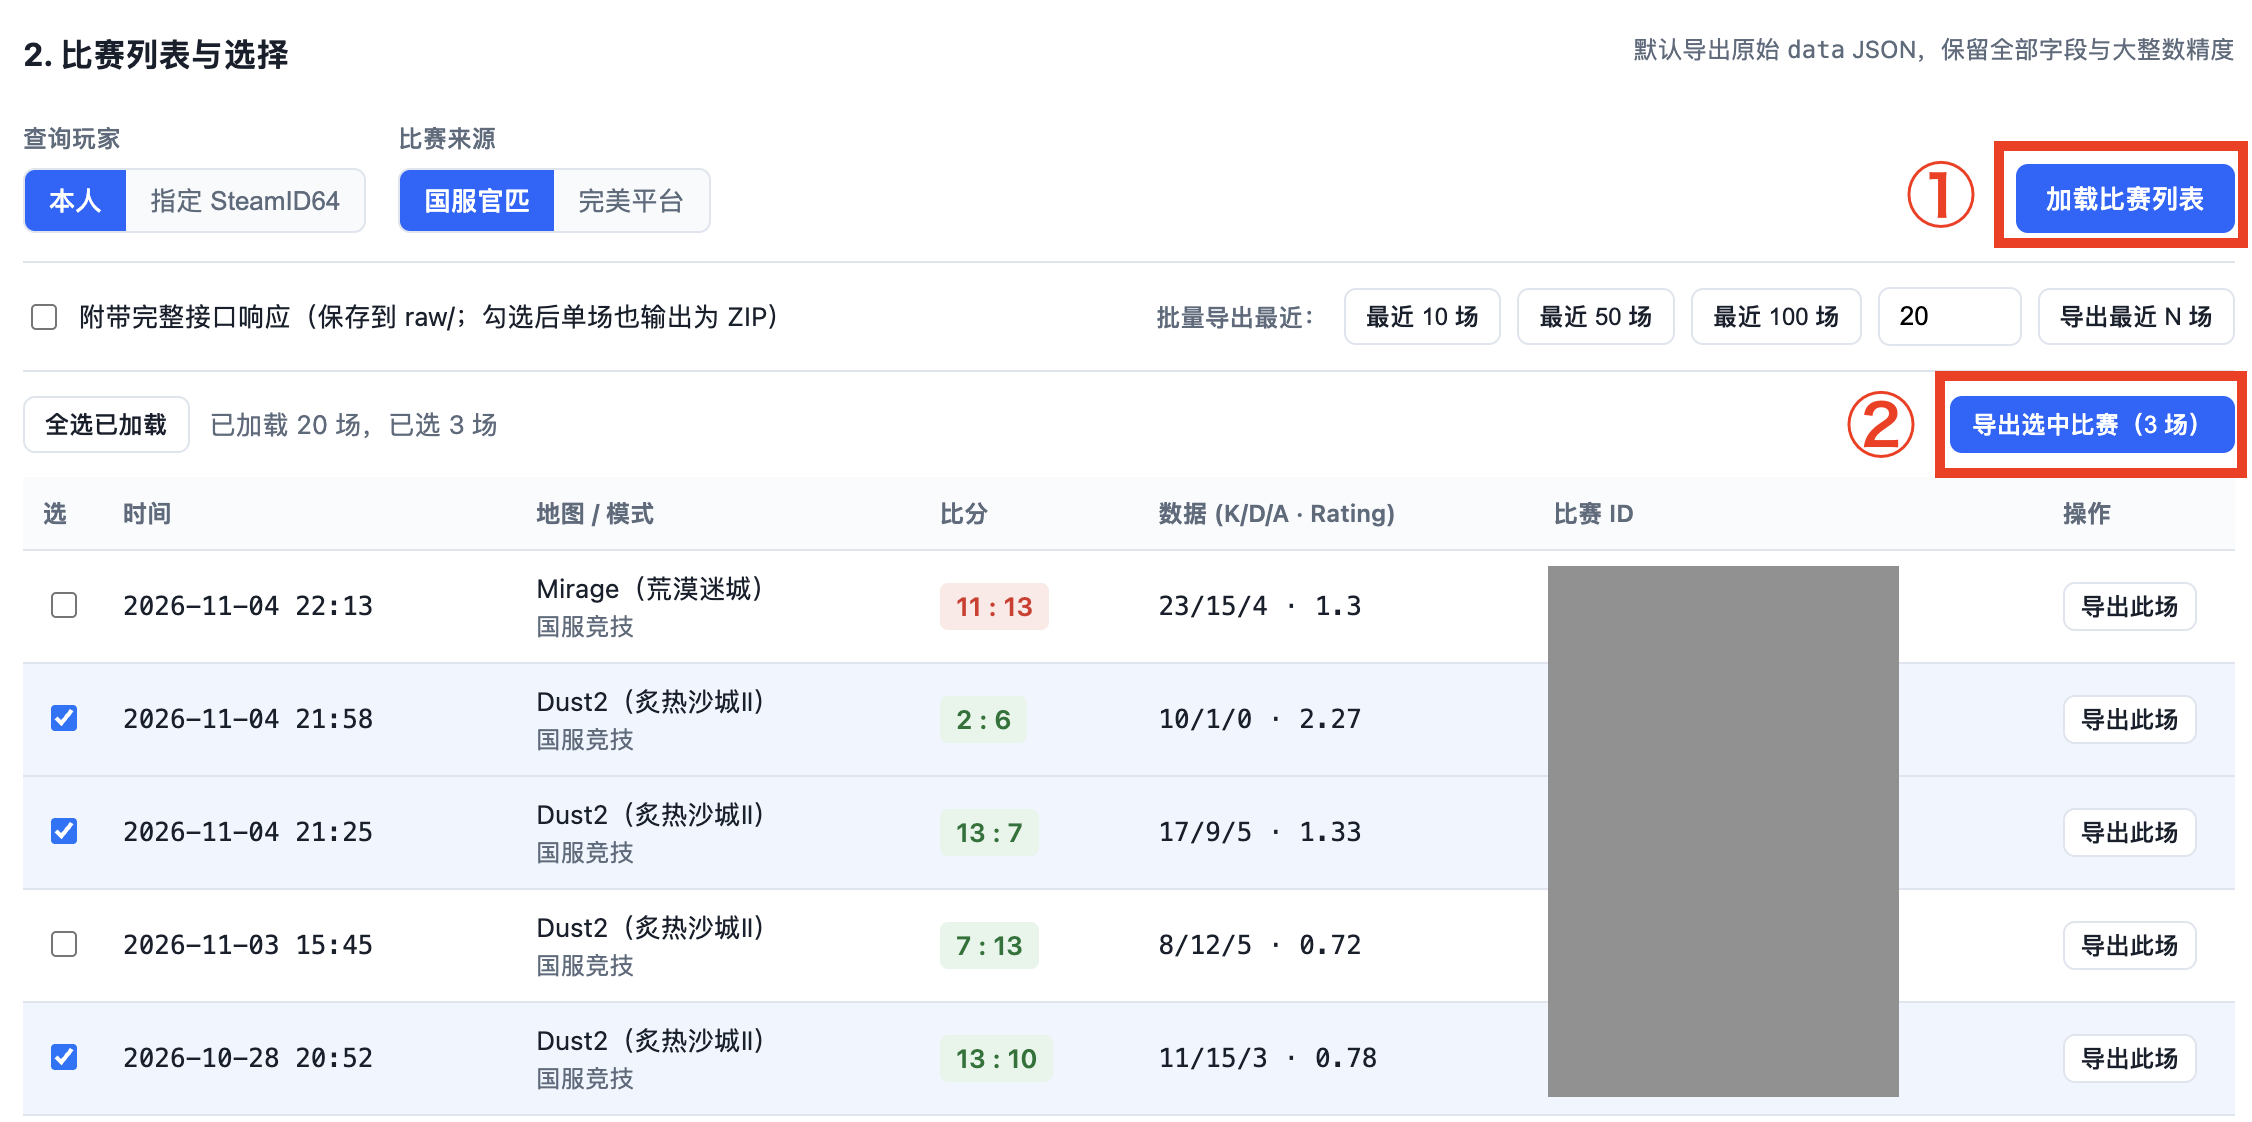 2. 比赛列表与选择
默认导出原始 data JSON，保留全部字段与大整数精度
查询玩家
比赛来源
本人 指定 SteamID64
国服官匹 完美平台
① 加载比赛列表
附带完整接口响应（保存到 raw/；勾选后单场也输出为 ZIP）
批量导出最近： 最近 10 场 最近 50 场 最近 100 场 20 导出最近 N 场
全选已加载 已加载 20 场，已选 3 场
② 导出选中比赛（3 场）
选 时间 地图 / 模式 比分 数据 (K/D/A · Rating) 比赛 ID 操作
2026-11-04 22:13 Mirage（荒漠迷城） 11 : 13 23/15/4 · 1.3 导出此场
国服竞技
2026-11-04 21:58 Dust2（炙热沙城II） 2 : 6 10/1/0 · 2.27 导出此场
国服竞技
2026-11-04 21:25 Dust2（炙热沙城II） 13 : 7 17/9/5 · 1.33 导出此场
国服竞技
2026-11-03 15:45 Dust2（炙热沙城II） 7 : 13 8/12/5 · 0.72 导出此场
国服竞技
2026-10-28 20:52 Dust2（炙热沙城II） 13 : 10 11/15/3 · 0.78 导出此场
国服竞技